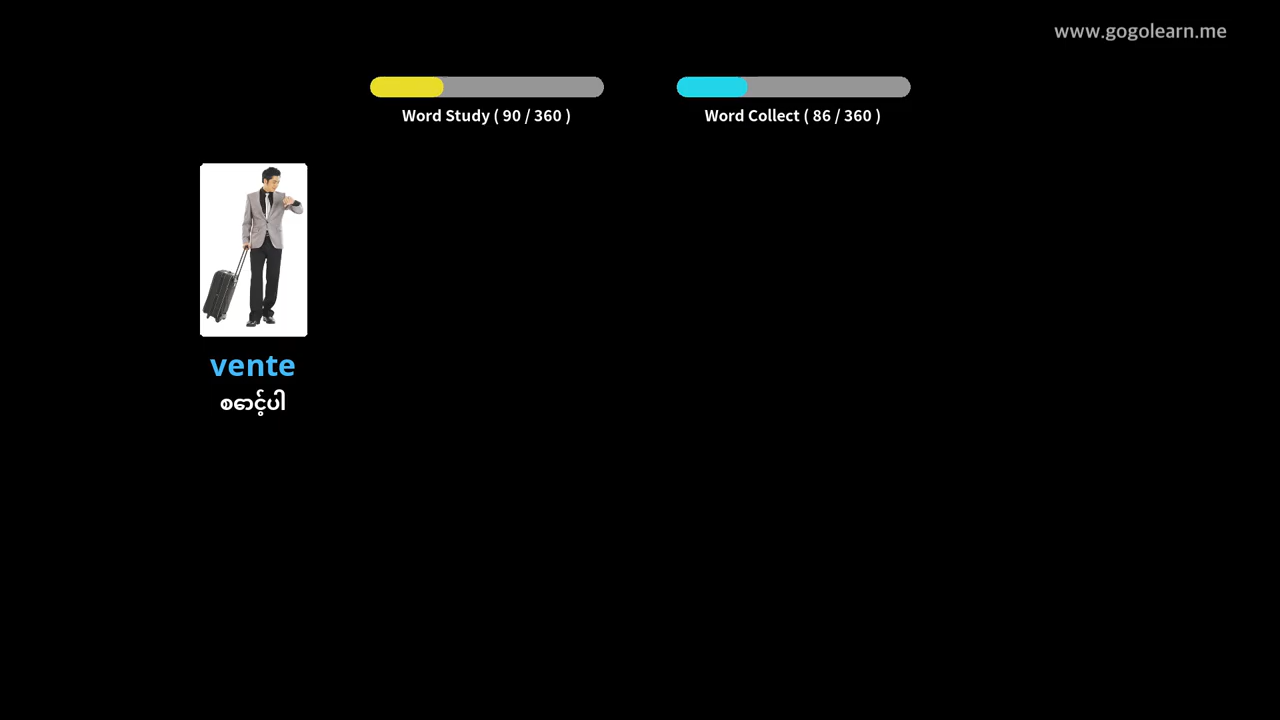 www.gogolearn.me
Word Study ( 90 / 360 )
Word Collect ( 86 / 360 )
vente
စောင့်ပါ